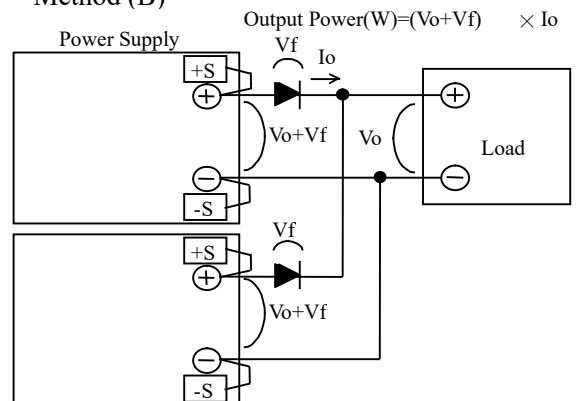 Method (B)
Output Power(W)=(Vo+Vf) × Io
Power Supply
Vf
Io
+S
+
Vo+Vf
Vo
+
Load
−
−
-S
Vf
+S
+
Vo+Vf
−
-S